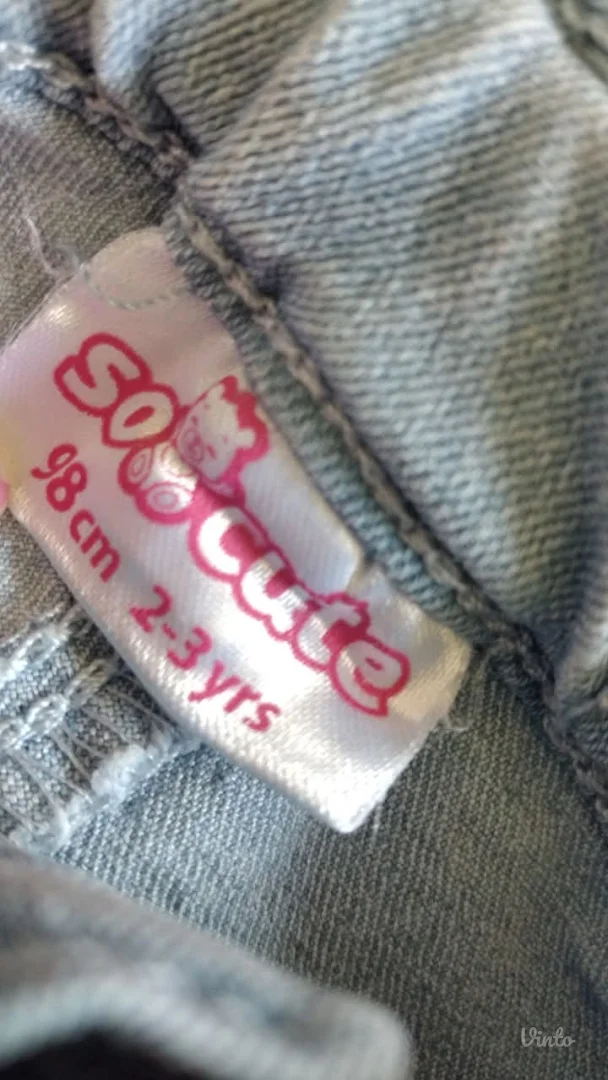 so cute
98 cm 2-3 yrs
Vinto